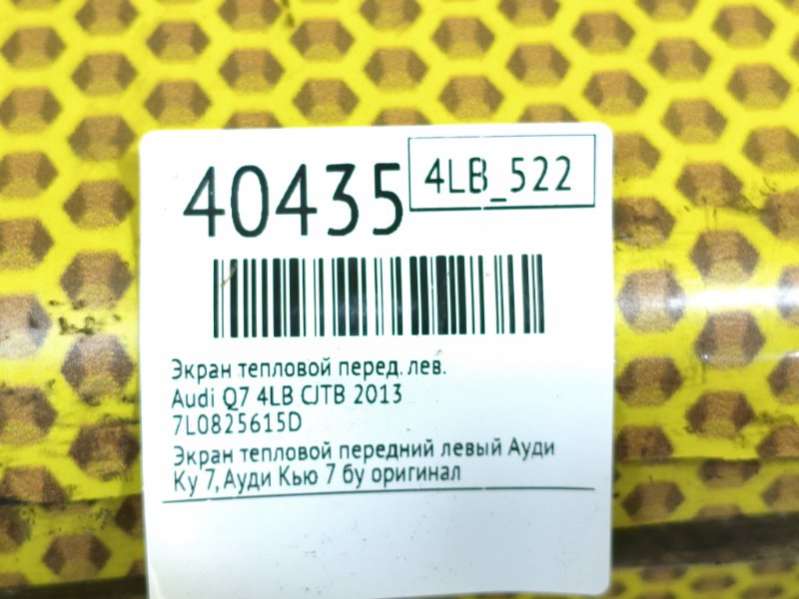 40435
4LB_522
Экран тепловой перед. лев.
Audi Q7 4LB CJTB 2013
7L0825615D
Экран тепловой передний левый Ауди
Ку 7, Ауди Кью 7 бу оригинал